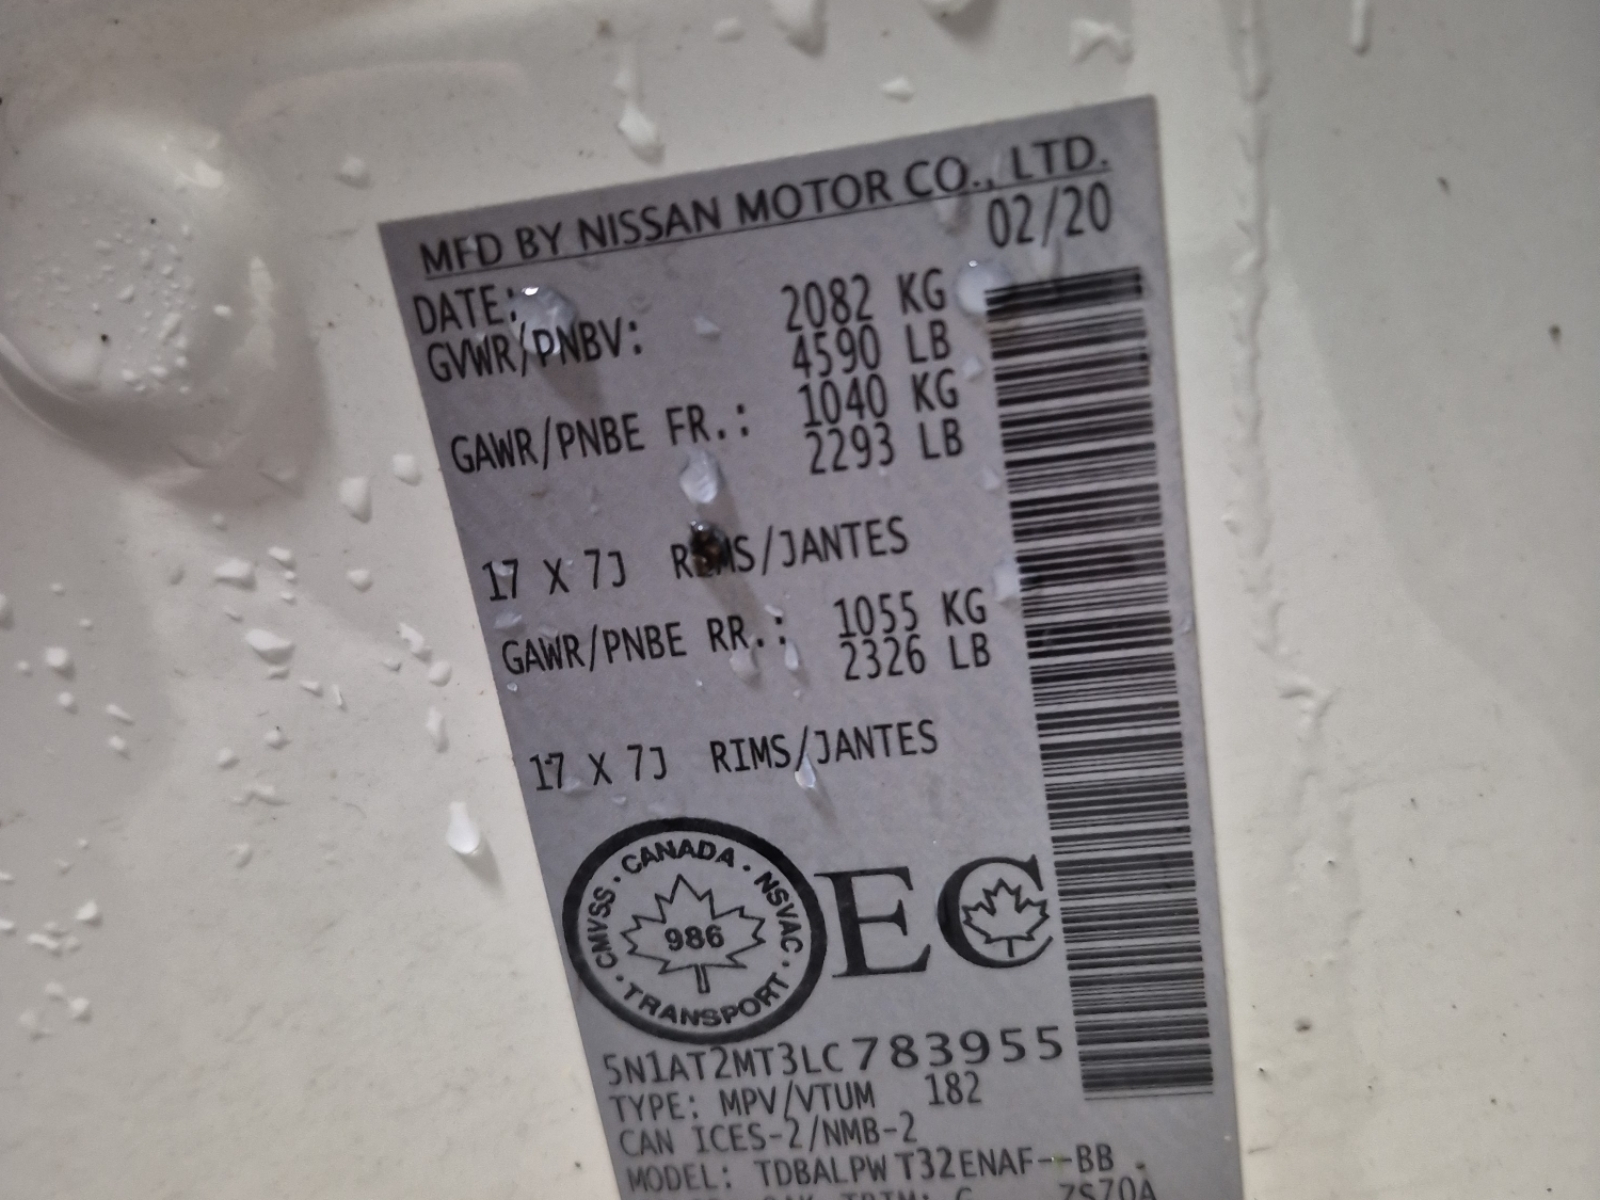 MFD BY NISSAN MOTOR CO., LTD.
DATE: 02/20
GVWR/PNBV: 2082 KG
4590 LB
GAWR/PNBE FR.: 1040 KG
2293 LB
17 X 7J RIMS/JANTES
GAWR/PNBE RR.: 1055 KG
2326 LB
17 X 7J RIMS/JANTES
CANADA · NSVAC · TRANSPORT · CMVSS ·
986
EC
5N1AT2MT3LC783955
TYPE: MPV/VTUM 182
CAN ICES-2/NMB-2
MODEL: TDBALPW T32ENAF--BB
TRIM: G 7S70A